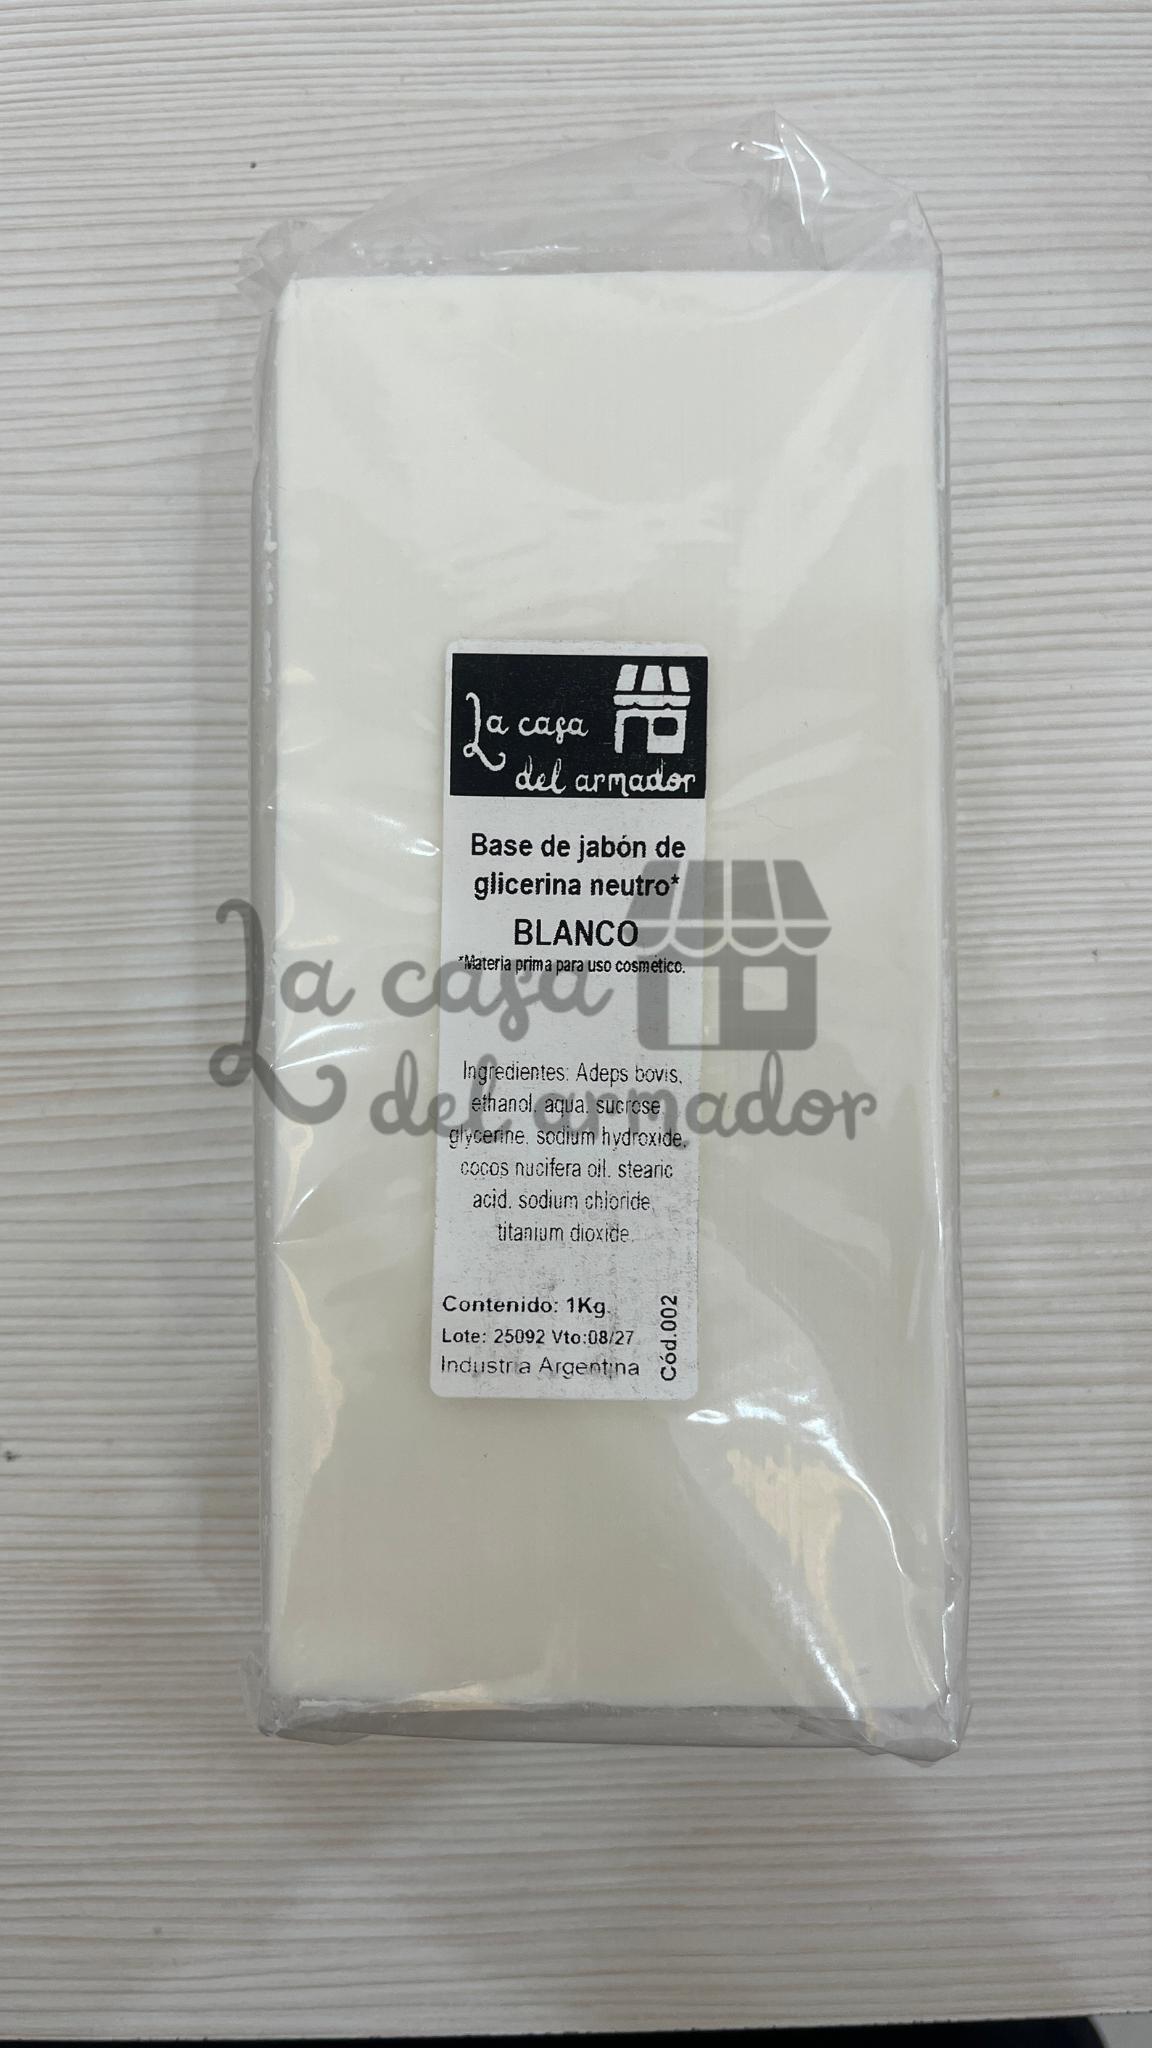 La casa
del armador
Base de jabón de
glicerina neutro*
BLANCO
*Materia prima para uso cosmético.
La casa
del armador
Ingredientes: Adeps bovis,
ethanol, aqua, sucrose,
glycerine, sodium hydroxide,
cocos nucifera oil, stearic
acid, sodium chloride,
titanium dioxide.
Contenido: 1Kg.
Lote: 25092 Vto:08/27
Industria Argentina
Cód.002